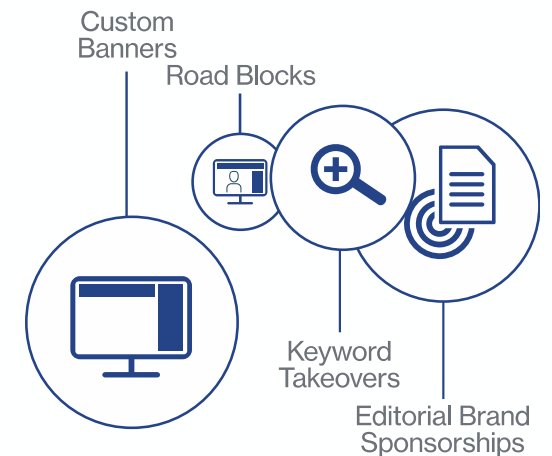 Custom
Banners
Road Blocks
Keyword
Takeovers
Editorial Brand
Sponsorships